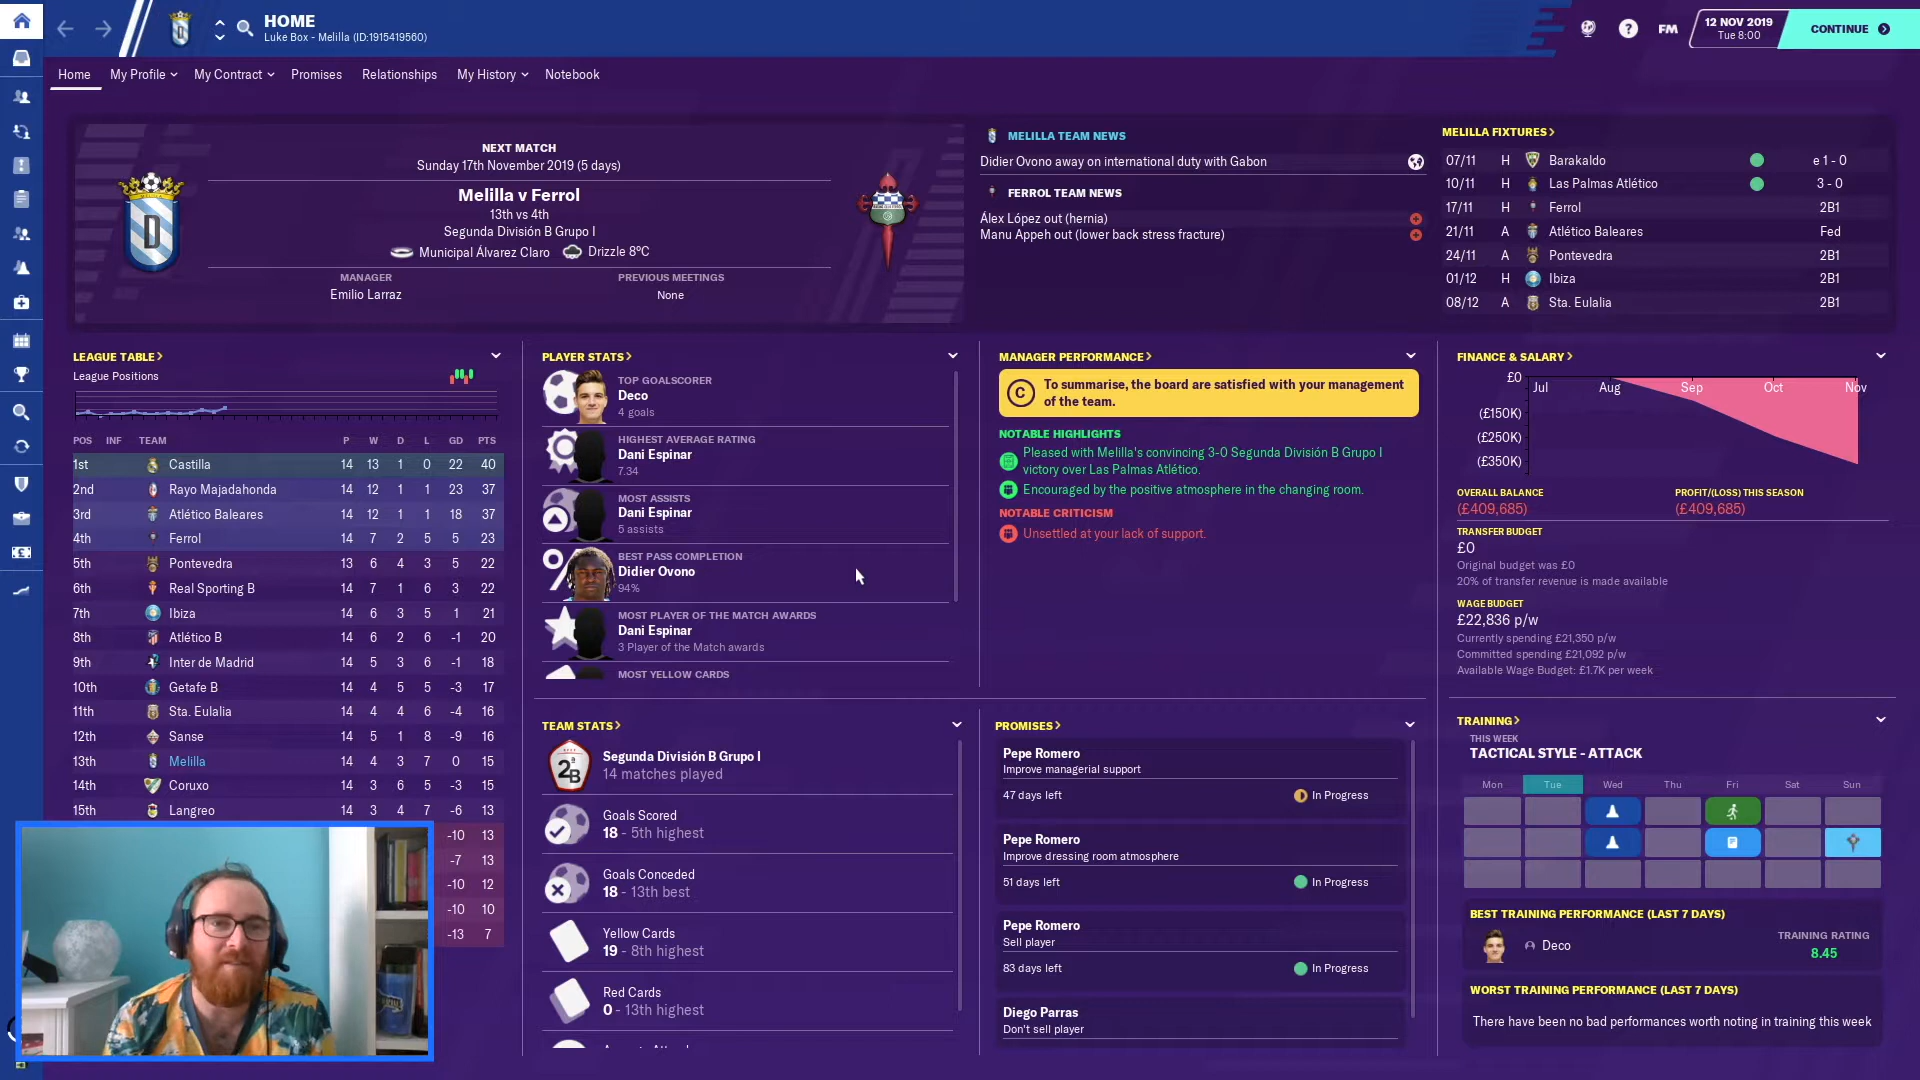 HOME
Luke Box - Melilla (ID:1915419560)
FM
12 NOV 2019
Tue 8:00
CONTINUE
Home
My Profile
My Contract
Promises
Relationships
My History
Notebook
NEXT MATCH
Sunday 17th November 2019 (5 days)
Melilla v Ferrol
13th vs 4th
Segunda División B Grupo I
Municipal Álvarez Claro
Drizzle 8ºC
MANAGER
Emilio Larraz
PREVIOUS MEETINGS
None
MELILLA TEAM NEWS
Didier Ovono away on international duty with Gabon
FERROL TEAM NEWS
Álex López out (hernia)
Manu Appeh out (lower back stress fracture)
MELILLA FIXTURES>
07/11 H Barakaldo e 1 - 0
10/11 H Las Palmas Atlético 3 - 0
17/11 H Ferrol 2B1
21/11 A Atlético Baleares Fed
24/11 A Pontevedra 2B1
01/12 H Ibiza 2B1
08/12 A Sta. Eulalia 2B1
LEAGUE TABLE>
League Positions
POS INF TEAM P W D L GD PTS
1st Castilla 14 13 1 0 22 40
2nd Rayo Majadahonda 14 12 1 1 23 37
3rd Atlético Baleares 14 12 1 1 18 37
4th Ferrol 14 7 2 5 5 23
5th Pontevedra 13 6 4 3 5 22
6th Real Sporting B 14 7 1 6 3 22
7th Ibiza 14 6 3 5 1 21
8th Atlético B 14 6 2 6 -1 20
9th Inter de Madrid 14 5 3 6 -1 18
10th Getafe B 14 4 5 5 -3 17
11th Sta. Eulalia 14 4 4 6 -4 16
12th Sanse 14 5 1 8 -9 16
13th Melilla 14 4 3 7 0 15
14th Coruxo 14 3 6 5 -3 15
15th Langreo 14 3 4 7 -6 13
-10 13
-7 13
-10 12
-10 10
-13 7
PLAYER STATS>
TOP GOALSCORER
Deco
4 goals
HIGHEST AVERAGE RATING
Dani Espinar
7.34
MOST ASSISTS
Dani Espinar
5 assists
BEST PASS COMPLETION
Didier Ovono
94%
MOST PLAYER OF THE MATCH AWARDS
Dani Espinar
3 Player of the Match awards
MOST YELLOW CARDS
TEAM STATS>
2ª B
Segunda División B Grupo I
14 matches played
Goals Scored
18 - 5th highest
Goals Conceded
18 - 13th best
Yellow Cards
19 - 8th highest
Red Cards
0 - 13th highest
MANAGER PERFORMANCE>
C
To summarise, the board are satisfied with your management
of the team.
NOTABLE HIGHLIGHTS
Pleased with Melilla's convincing 3-0 Segunda División B Grupo I
victory over Las Palmas Atlético.
Encouraged by the positive atmosphere in the changing room.
NOTABLE CRITICISM
Unsettled at your lack of support.
PROMISES>
Pepe Romero
Improve managerial support
47 days left In Progress
Pepe Romero
Improve dressing room atmosphere
51 days left In Progress
Pepe Romero
Sell player
83 days left In Progress
Diego Parras
Don't sell player
FINANCE & SALARY>
£0
(£150K)
(£250K)
(£350K)
Jul Aug Sep Oct Nov
OVERALL BALANCE
(£409,685)
PROFIT/(LOSS) THIS SEASON
(£409,685)
TRANSFER BUDGET
£0
Original budget was £0
20% of transfer revenue is made available
WAGE BUDGET
£22,836 p/w
Currently spending £21,350 p/w
Committed spending £21,092 p/w
Available Wage Budget: £1.7K per week
TRAINING>
THIS WEEK
TACTICAL STYLE - ATTACK
Mon Tue Wed Thu Fri Sat Sun
BEST TRAINING PERFORMANCE (LAST 7 DAYS)
Deco
TRAINING RATING
8.45
WORST TRAINING PERFORMANCE (LAST 7 DAYS)
There have been no bad performances worth noting in training this week